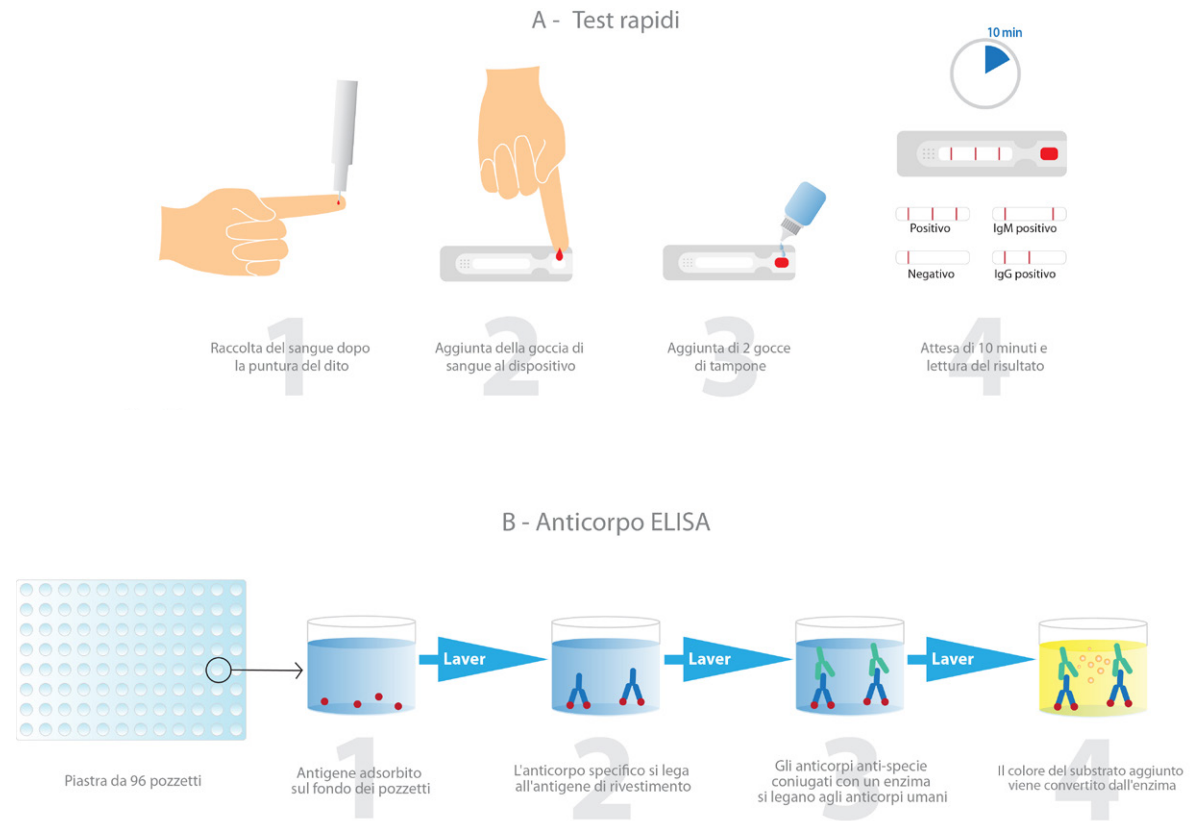 A - Test rapidi
10 min
Positivo
IgM positivo
Negativo
IgG positivo
1
Raccolta del sangue dopo
la puntura del dito
2
Aggiunta della goccia di
sangue al dispositivo
3
Aggiunta di 2 gocce
di tampone
4
Attesa di 10 minuti e
lettura del risultato
B - Anticorpo ELISA
Laver
Laver
Laver
Piastra da 96 pozzetti
1
Antigene adsorbito
sul fondo dei pozzetti
2
L'anticorpo specifico si lega
all'antigene di rivestimento
3
Gli anticorpi anti-specie
coniugati con un enzima
si legano agli anticorpi umani
4
Il colore del substrato aggiunto
viene convertito dall'enzima